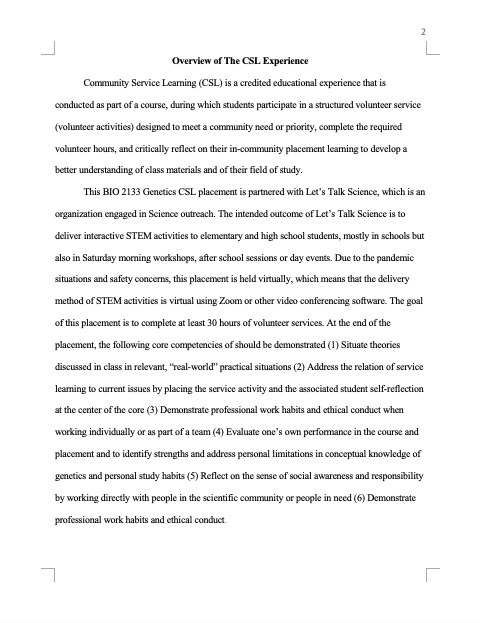 2
Overview of The CSL Experience
Community Service Learning (CSL) is a credited educational experience that is
conducted as part of a course, during which students participate in a structured volunteer service
(volunteer activities) designed to meet a community need or priority, complete the required
volunteer hours, and critically reflect on their in-community placement learning to develop a
better understanding of class materials and of their field of study.
This BIO 2133 Genetics CSL placement is partnered with Let’s Talk Science, which is an
organization engaged in Science outreach. The intended outcome of Let’s Talk Science is to
deliver interactive STEM activities to elementary and high school students, mostly in schools but
also in Saturday morning workshops, after school sessions or day events. Due to the pandemic
situations and safety concerns, this placement is held virtually, which means that the delivery
method of STEM activities is virtual using Zoom or other video conferencing software. The goal
of this placement is to complete at least 30 hours of volunteer services. At the end of the
placement, the following core competencies of should be demonstrated (1) Situate theories
discussed in class in relevant, “real-world” practical situations (2) Address the relation of service
learning to current issues by placing the service activity and the associated student self-reflection
at the center of the core (3) Demonstrate professional work habits and ethical conduct when
working individually or as part of a team (4) Evaluate one’s own performance in the course and
placement and to identify strengths and address personal limitations in conceptual knowledge of
genetics and personal study habits (5) Reflect on the sense of social awareness and responsibility
by working directly with people in the scientific community or people in need (6) Demonstrate
professional work habits and ethical conduct.